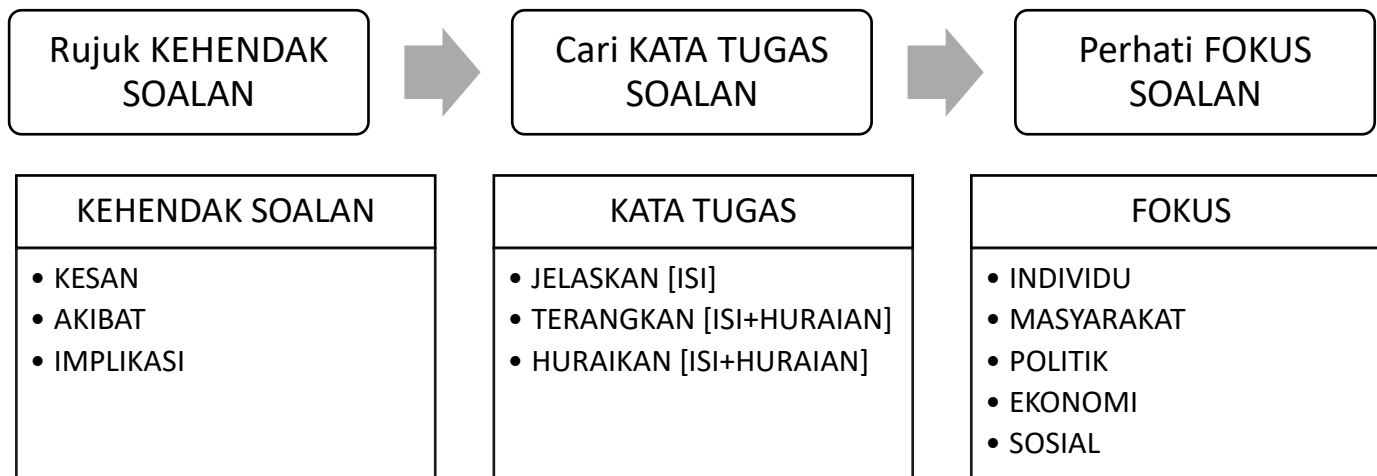 Rujuk KEHENDAK
SOALAN
Cari KATA TUGAS
SOALAN
Perhati FOKUS
SOALAN
KEHENDAK SOALAN
• KESAN
• AKIBAT
• IMPLIKASI
KATA TUGAS
• JELASKAN [ISI]
• TERANGKAN [ISI+HURAIAN]
• HURAIKAN [ISI+HURAIAN]
FOKUS
• INDIVIDU
• MASYARAKAT
• POLITIK
• EKONOMI
• SOSIAL